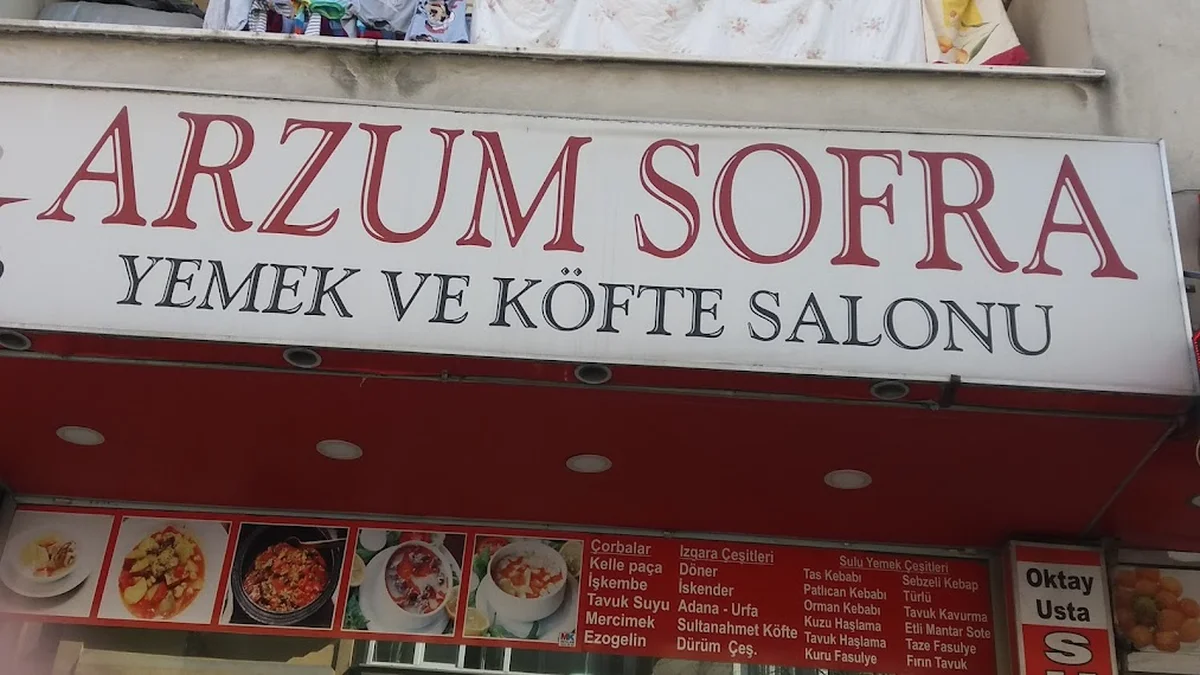 ARZUM SOFRA
YEMEK VE KÖFTE SALONU
Çorbalar
Kelle paça
İşkembe
Tavuk Suyu
Mercimek
Ezogelin
Izgara Çeşitleri
Döner
İskender
Adana - Urfa
Sultanahmet Köfte
Dürüm Çeş.
Sulu Yemek Çeşitleri
Tas Kebabı
Patlıcan Kebabı
Orman Kebabı
Kuzu Haşlama
Tavuk Haşlama
Kuru Fasulye
Sebzeli Kebap
Türlü
Tavuk Kavurma
Etli Mantar Sote
Taze Fasulye
Fırın Tavuk
Oktay
Usta
S